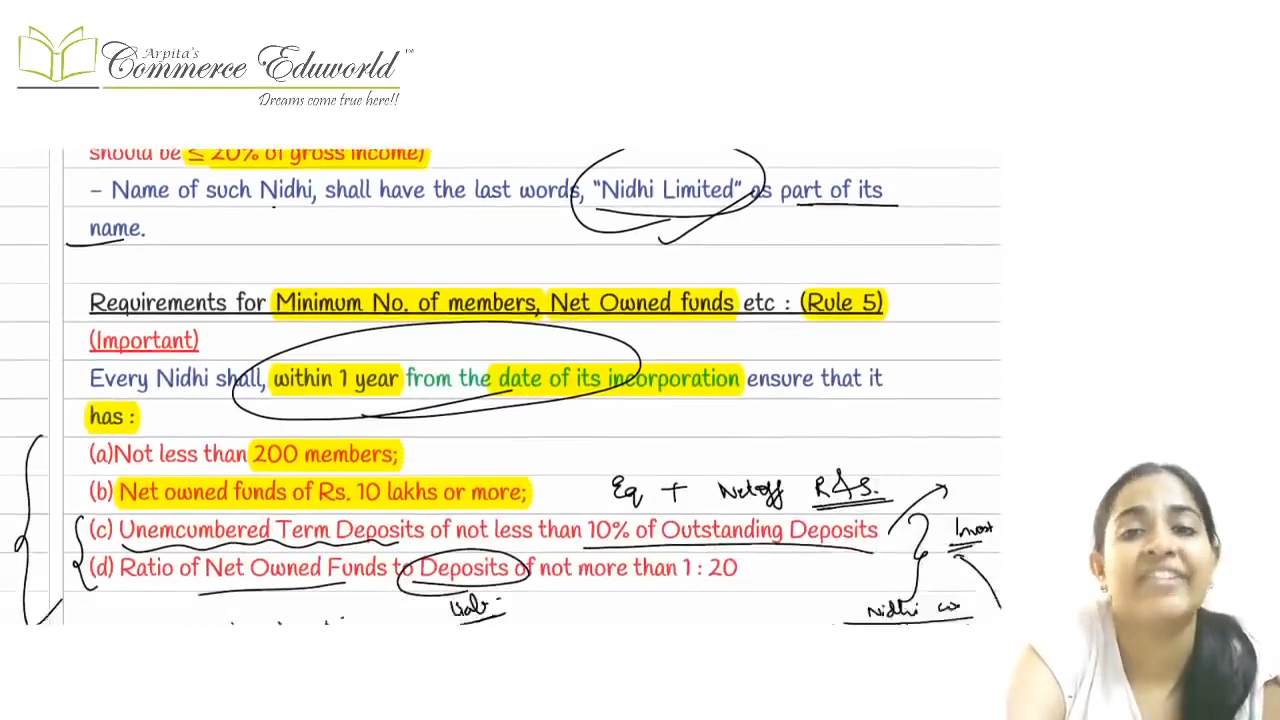 Arpita's
Commerce Eduworld™
Dreams come true here!!
should be ≤ 20% of gross income)
– Name of such Nidhi, shall have the last words, "Nidhi Limited" as part of its
name.
Requirements for Minimum No. of members, Net Owned funds etc : (Rule 5)
(Important)
Every Nidhi shall, within 1 year from the date of its incorporation ensure that it
has :
(a)Not less than 200 members;
(b) Net owned funds of Rs. 10 lakhs or more;
Eq + Net off R&S.
(c) Unemcumbered Term Deposits of not less than 10% of Outstanding Deposits
Invest
(d) Ratio of Net Owned Funds to Deposits of not more than 1 : 20
Nidhi co